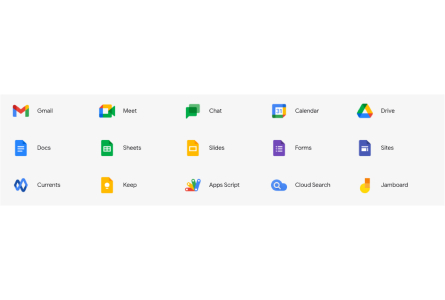 Gmail
Meet
Chat
Calendar
Drive
Docs
Sheets
Slides
Forms
Sites
Currents
Keep
Apps Script
Cloud Search
Jamboard